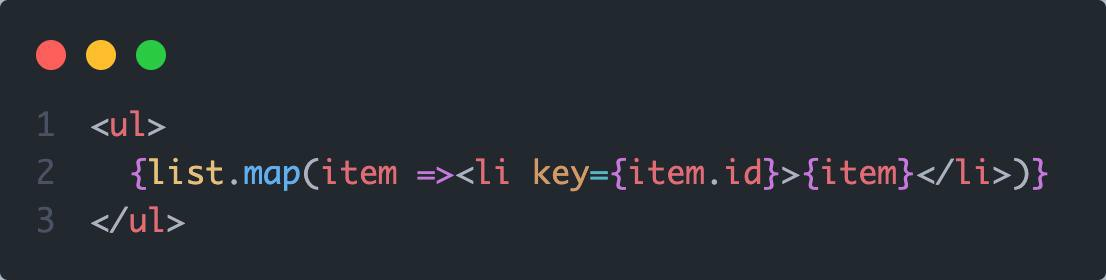 1 <ul>
2   {list.map(item =><li key={item.id}>{item}</li>)}
3 </ul>